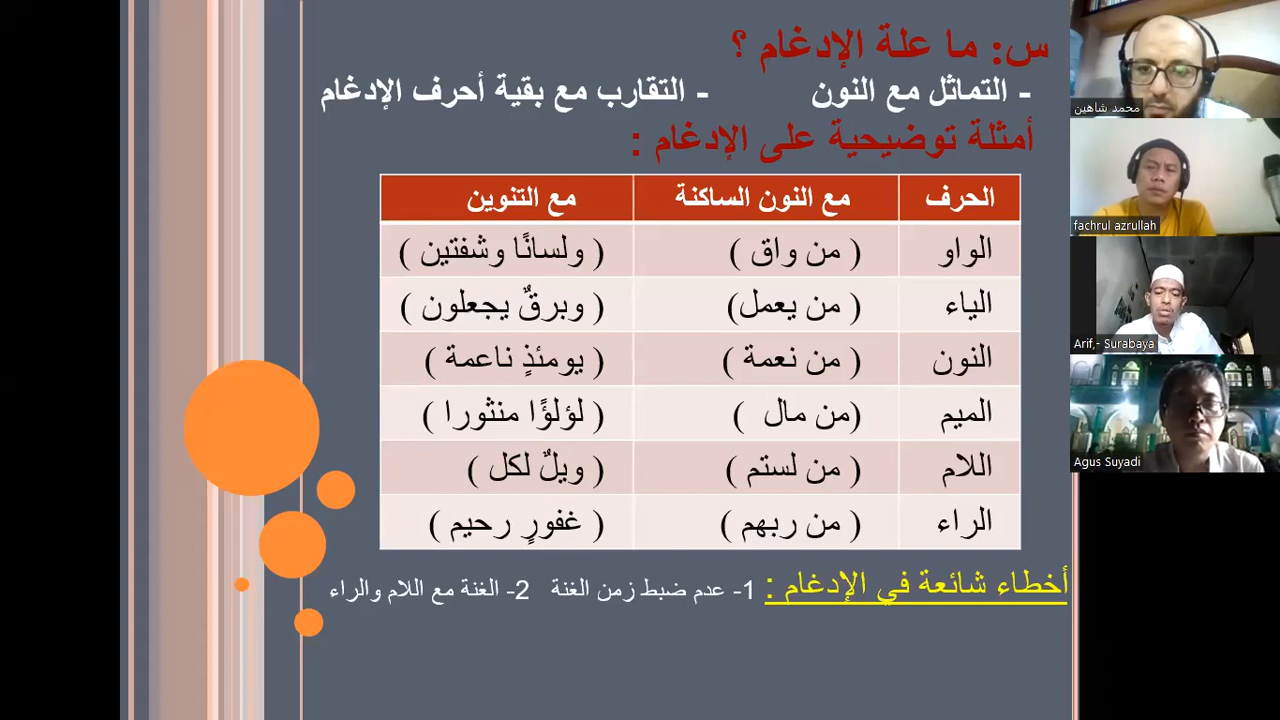 س: ما علة الإدغام ؟
- التماثل مع النون - التقارب مع بقية أحرف الإدغام
أمثلة توضيحية على الإدغام :
الحرف مع النون الساكنة مع التنوين
الواو ( من واق ) ( ولسانًا وشفتين )
الياء ( من يعمل) ( وبرقٌ يجعلون )
النون ( من نعمة ) ( يومئذٍ ناعمة )
الميم (من مال ) ( لؤلؤًا منثورا )
اللام ( من لستم ) ( ويلٌ لكل )
الراء ( من ربهم ) ( غفورٍ رحيم )
أخطاء شائعة في الإدغام : 1- عدم ضبط زمن الغنة 2- الغنة مع اللام والراء
محمد شاهين
fachrul azrullah
Arif,- Surabaya
Agus Suyadi